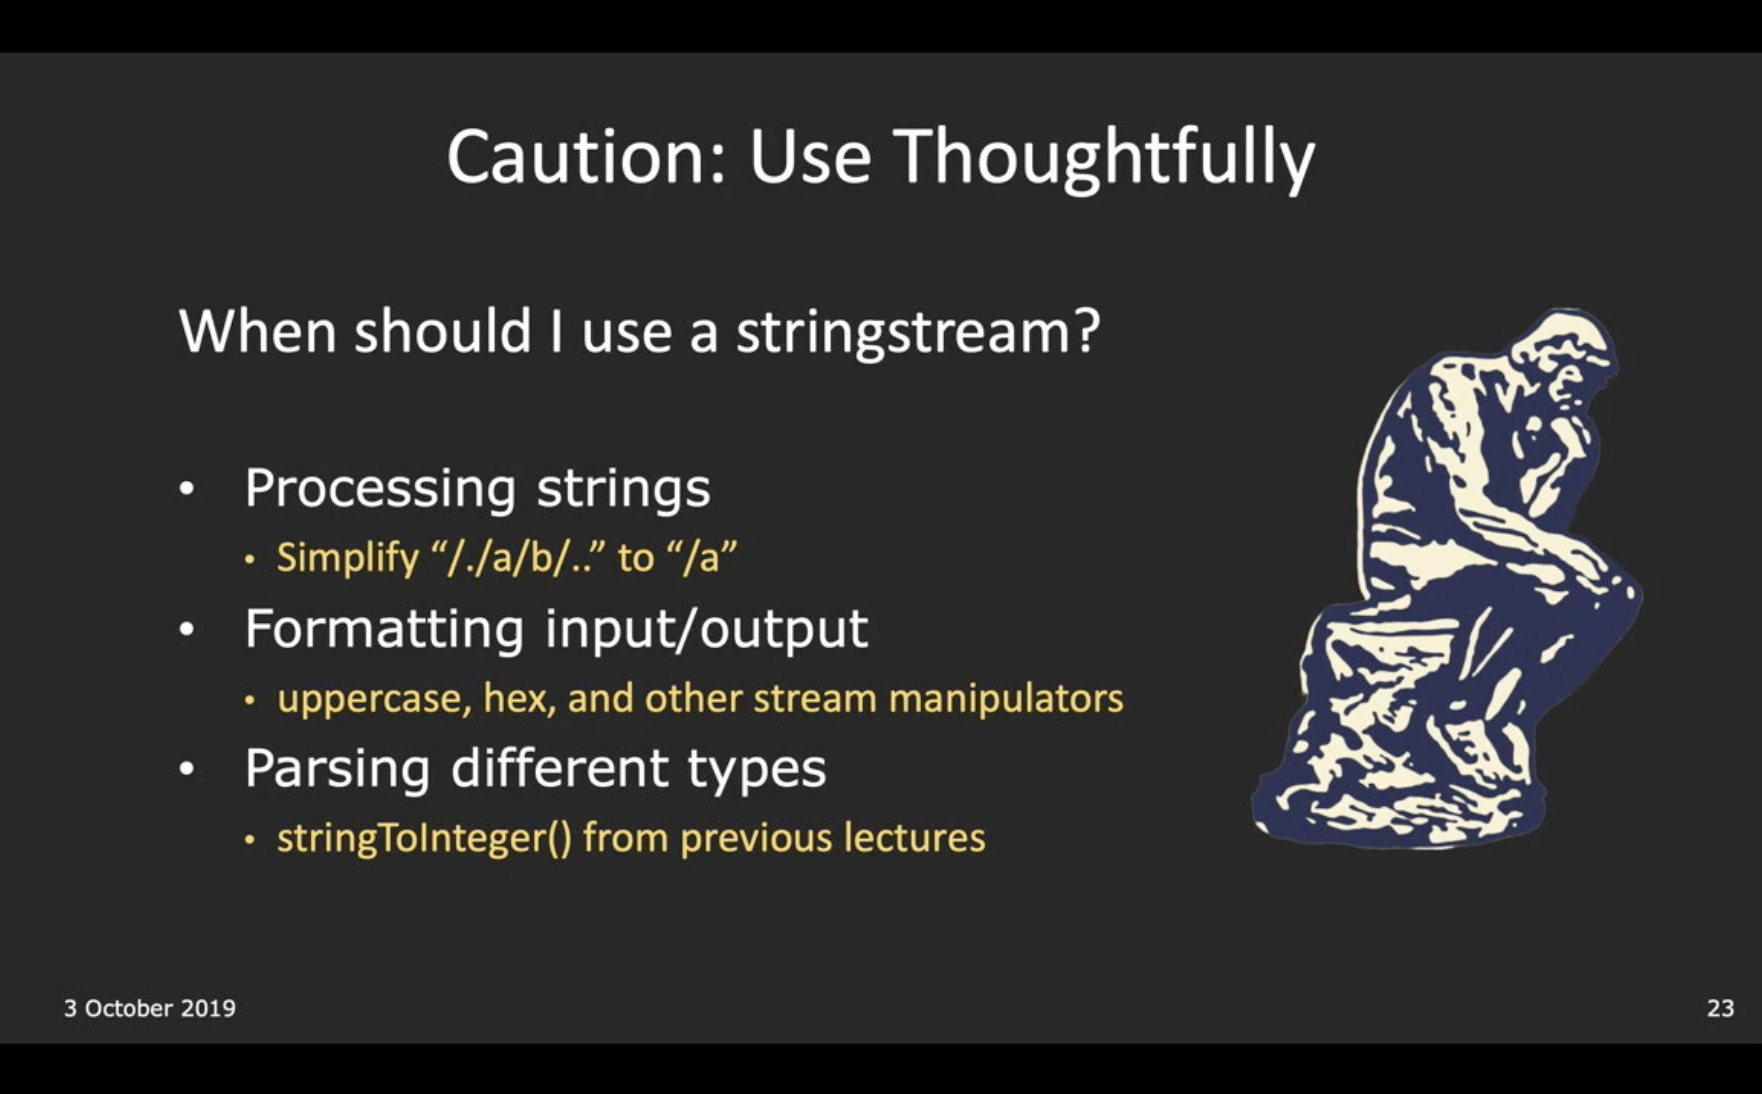 Caution: Use Thoughtfully
When should I use a stringstream?
• Processing strings
• Simplify “/./a/b/..” to “/a”
• Formatting input/output
• uppercase, hex, and other stream manipulators
• Parsing different types
• stringToInteger() from previous lectures
3 October 2019
23